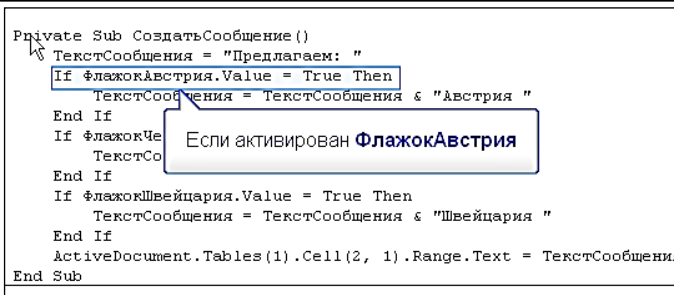 Private Sub СоздатьСообщение()
ТекстСообщения = "Предлагаем: "
If ФлажокАвстрия.Value = True Then
ТекстСообщения = ТекстСообщения & "Австрия "
End If
If ФлажокЧе
ТекстСо
Если активирован ФлажокАвстрия
End If
If ФлажокШвейцария.Value = True Then
ТекстСообщения = ТекстСообщения & "Швейцария "
End If
ActiveDocument.Tables(1).Cell(2, 1).Range.Text = ТекстСообщени
End Sub